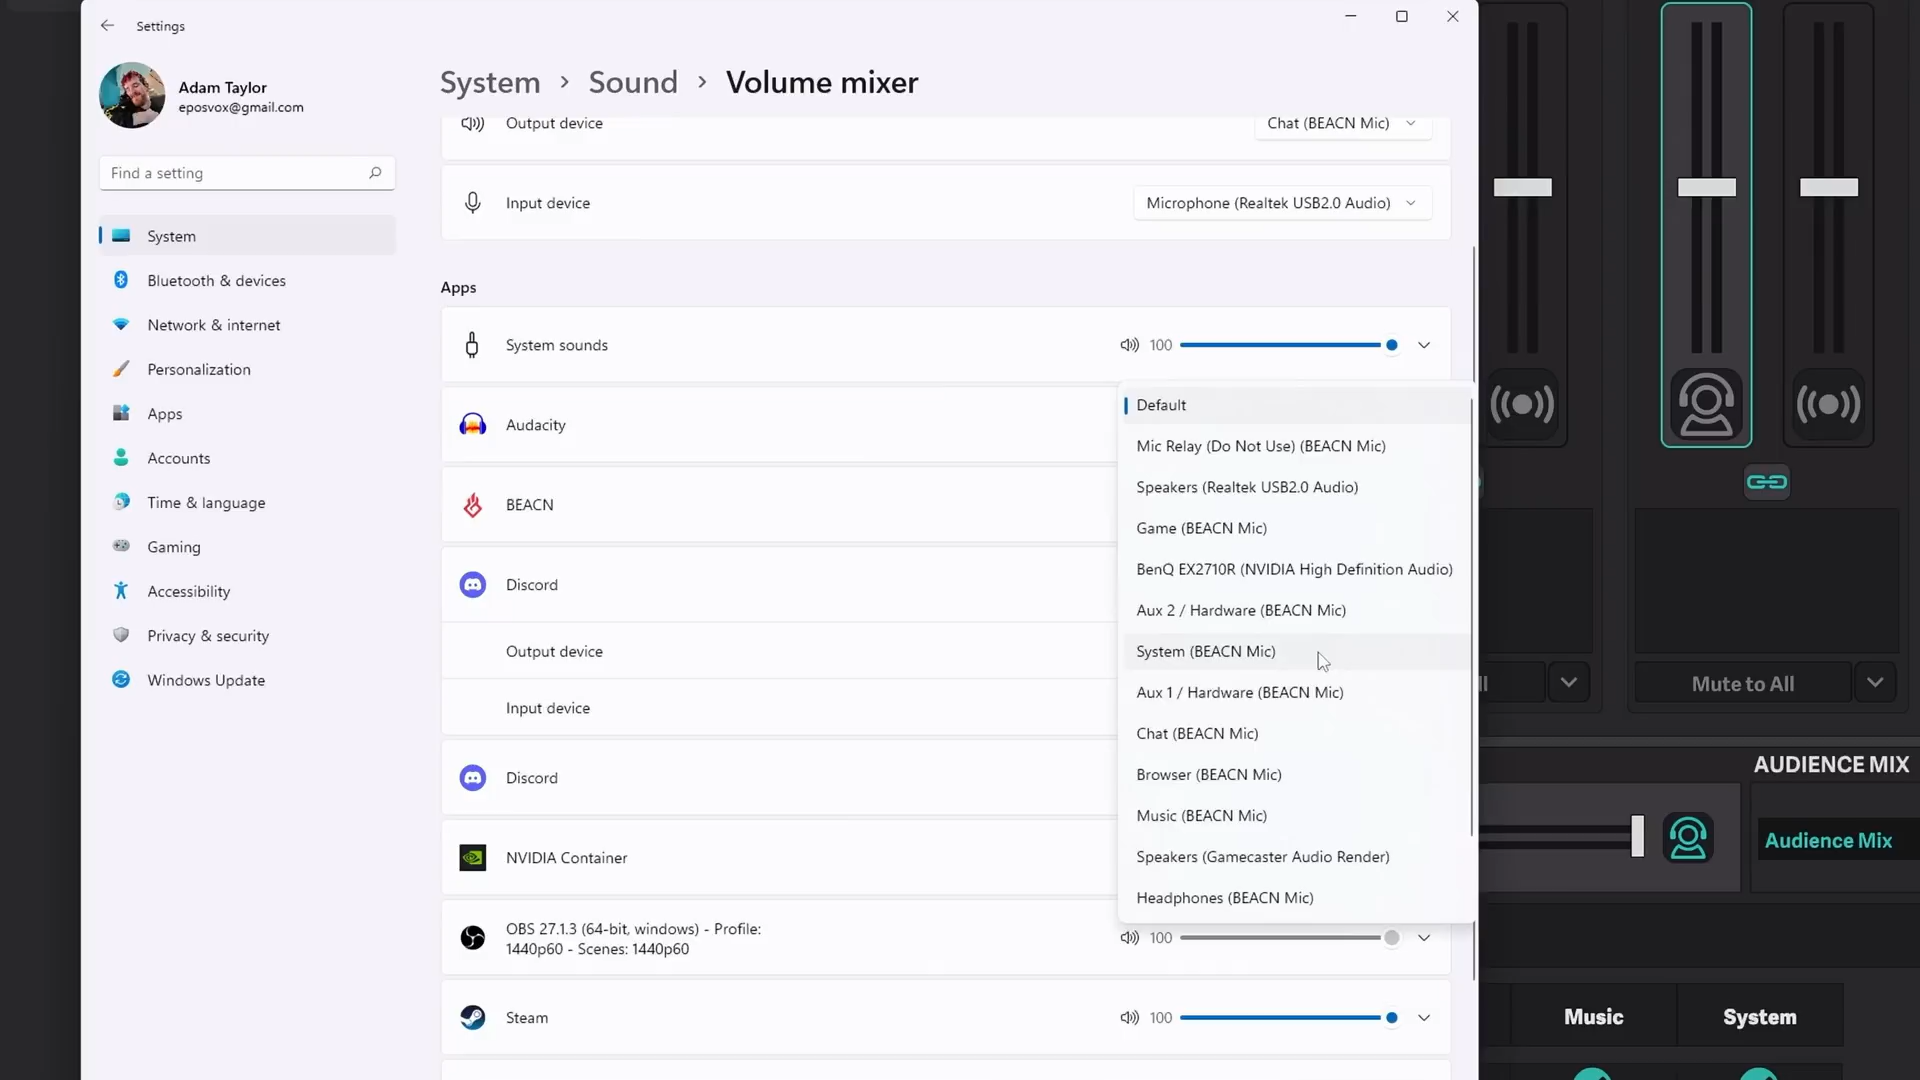 Settings
Adam Taylor
eposvox@gmail.com
Find a setting
System
Bluetooth & devices
Network & internet
Personalization
Apps
Accounts
Time & language
Gaming
Accessibility
Privacy & security
Windows Update
System > Sound > Volume mixer
Output device
Chat (BEACN Mic)
Input device
Microphone (Realtek USB2.0 Audio)
Apps
System sounds
100
Audacity
BEACN
Discord
Output device
Input device
Discord
NVIDIA Container
OBS 27.1.3 (64-bit, windows) - Profile:
1440p60 - Scenes: 1440p60
100
Steam
100
Default
Mic Relay (Do Not Use) (BEACN Mic)
Speakers (Realtek USB2.0 Audio)
Game (BEACN Mic)
BenQ EX2710R (NVIDIA High Definition Audio)
Aux 2 / Hardware (BEACN Mic)
System (BEACN Mic)
Aux 1 / Hardware (BEACN Mic)
Chat (BEACN Mic)
Browser (BEACN Mic)
Music (BEACN Mic)
Speakers (Gamecaster Audio Render)
Headphones (BEACN Mic)
Mute to All
AUDIENCE MIX
Audience Mix
Music
System